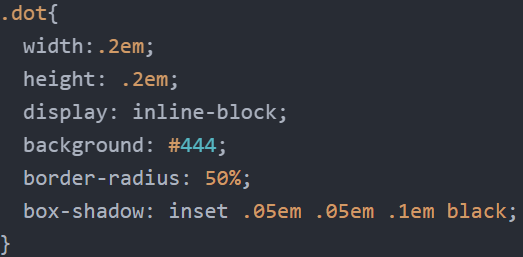 .dot{
  width:.2em;
  height: .2em;
  display: inline-block;
  background: #444;
  border-radius: 50%;
  box-shadow: inset .05em .05em .1em black;
}